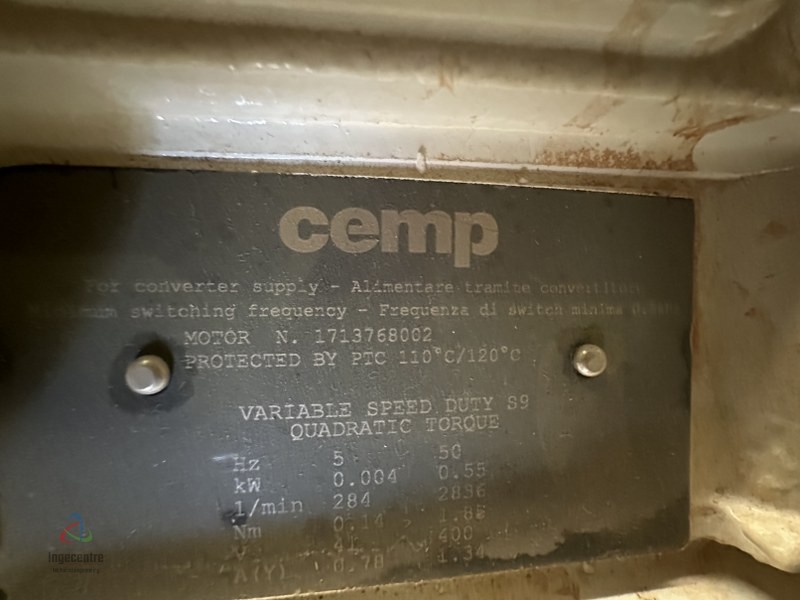 cemp
For converter supply - Alimentare tramite convertitore
Minimum switching frequency - Frequenza di switch minima
MOTOR N. 1713768002
PROTECTED BY PTC 110°C/120°C
VARIABLE SPEED DUTY S9
QUADRATIC TORQUE
Hz 5 50
kW 0.004 0.55
1/min 284 2836
Nm 0.14 1.85
V 41 400
A(Y) 0.78 1.34
Ingecentre